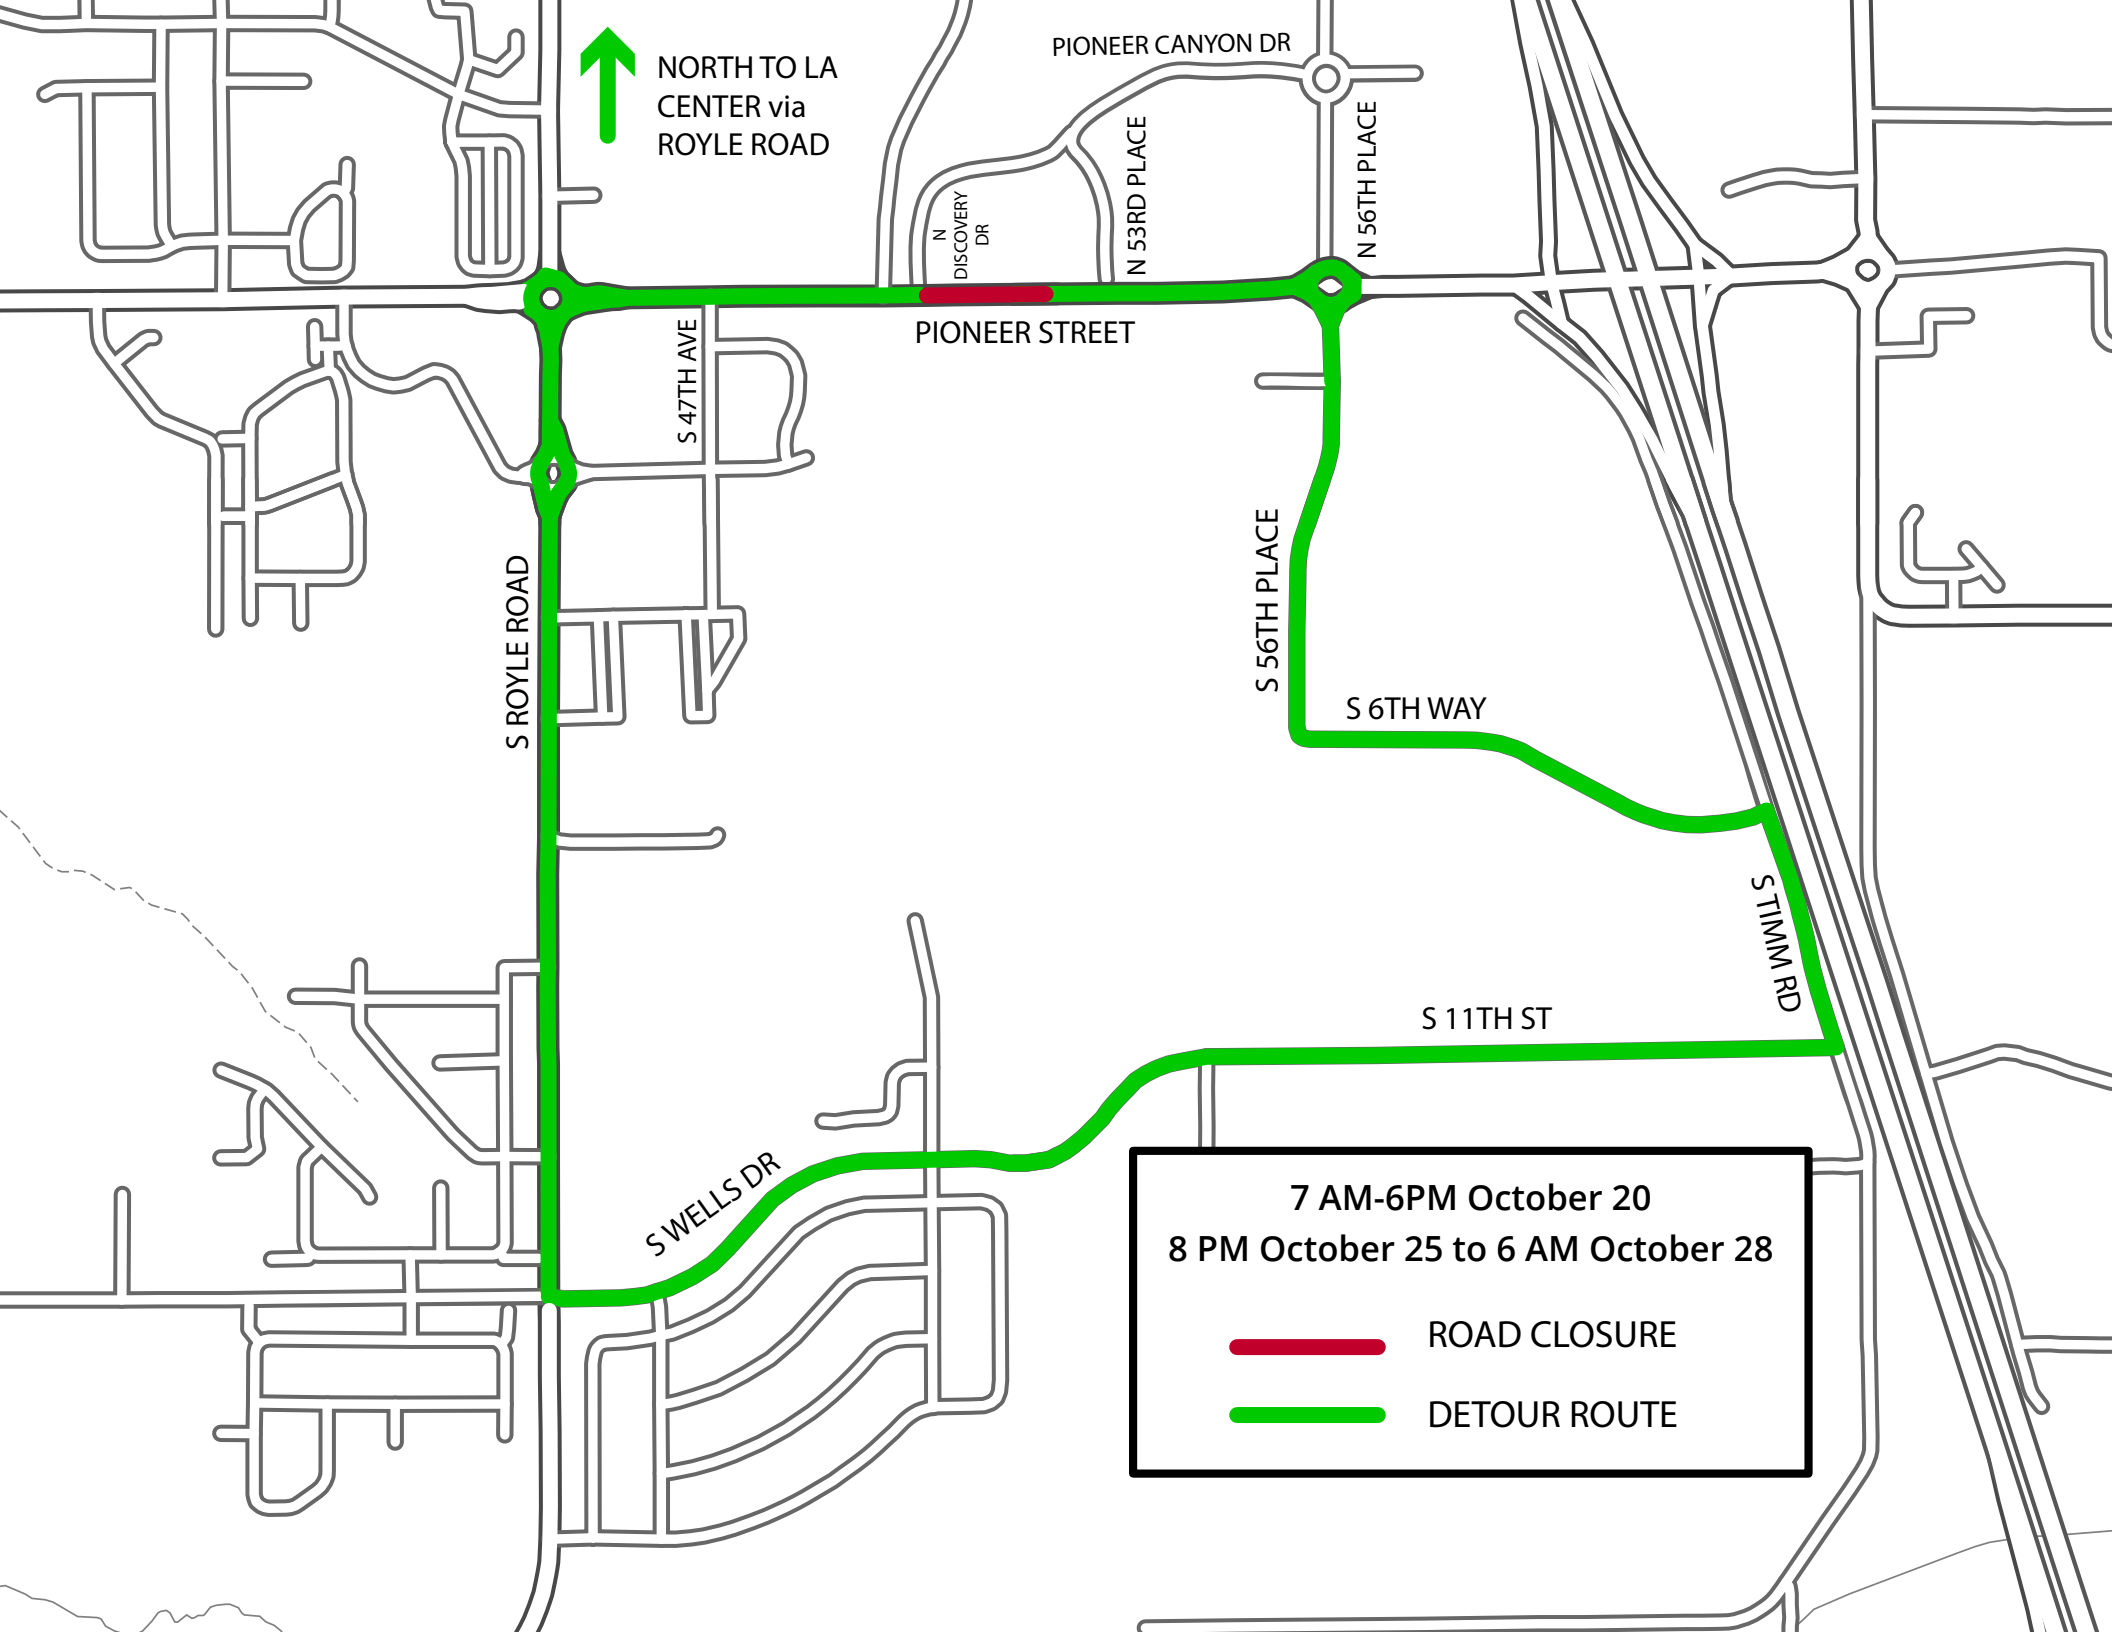 NORTH TO LA
CENTER via
ROYLE ROAD
PIONEER CANYON DR
N 53RD PLACE
N 56TH PLACE
N
DISCOVERY
DR
PIONEER STREET
S 47TH AVE
S ROYLE ROAD
S 56TH PLACE
S 6TH WAY
S TIMM RD
S 11TH ST
S WELLS DR
7 AM-6PM October 20
8 PM October 25 to 6 AM October 28
ROAD CLOSURE
DETOUR ROUTE